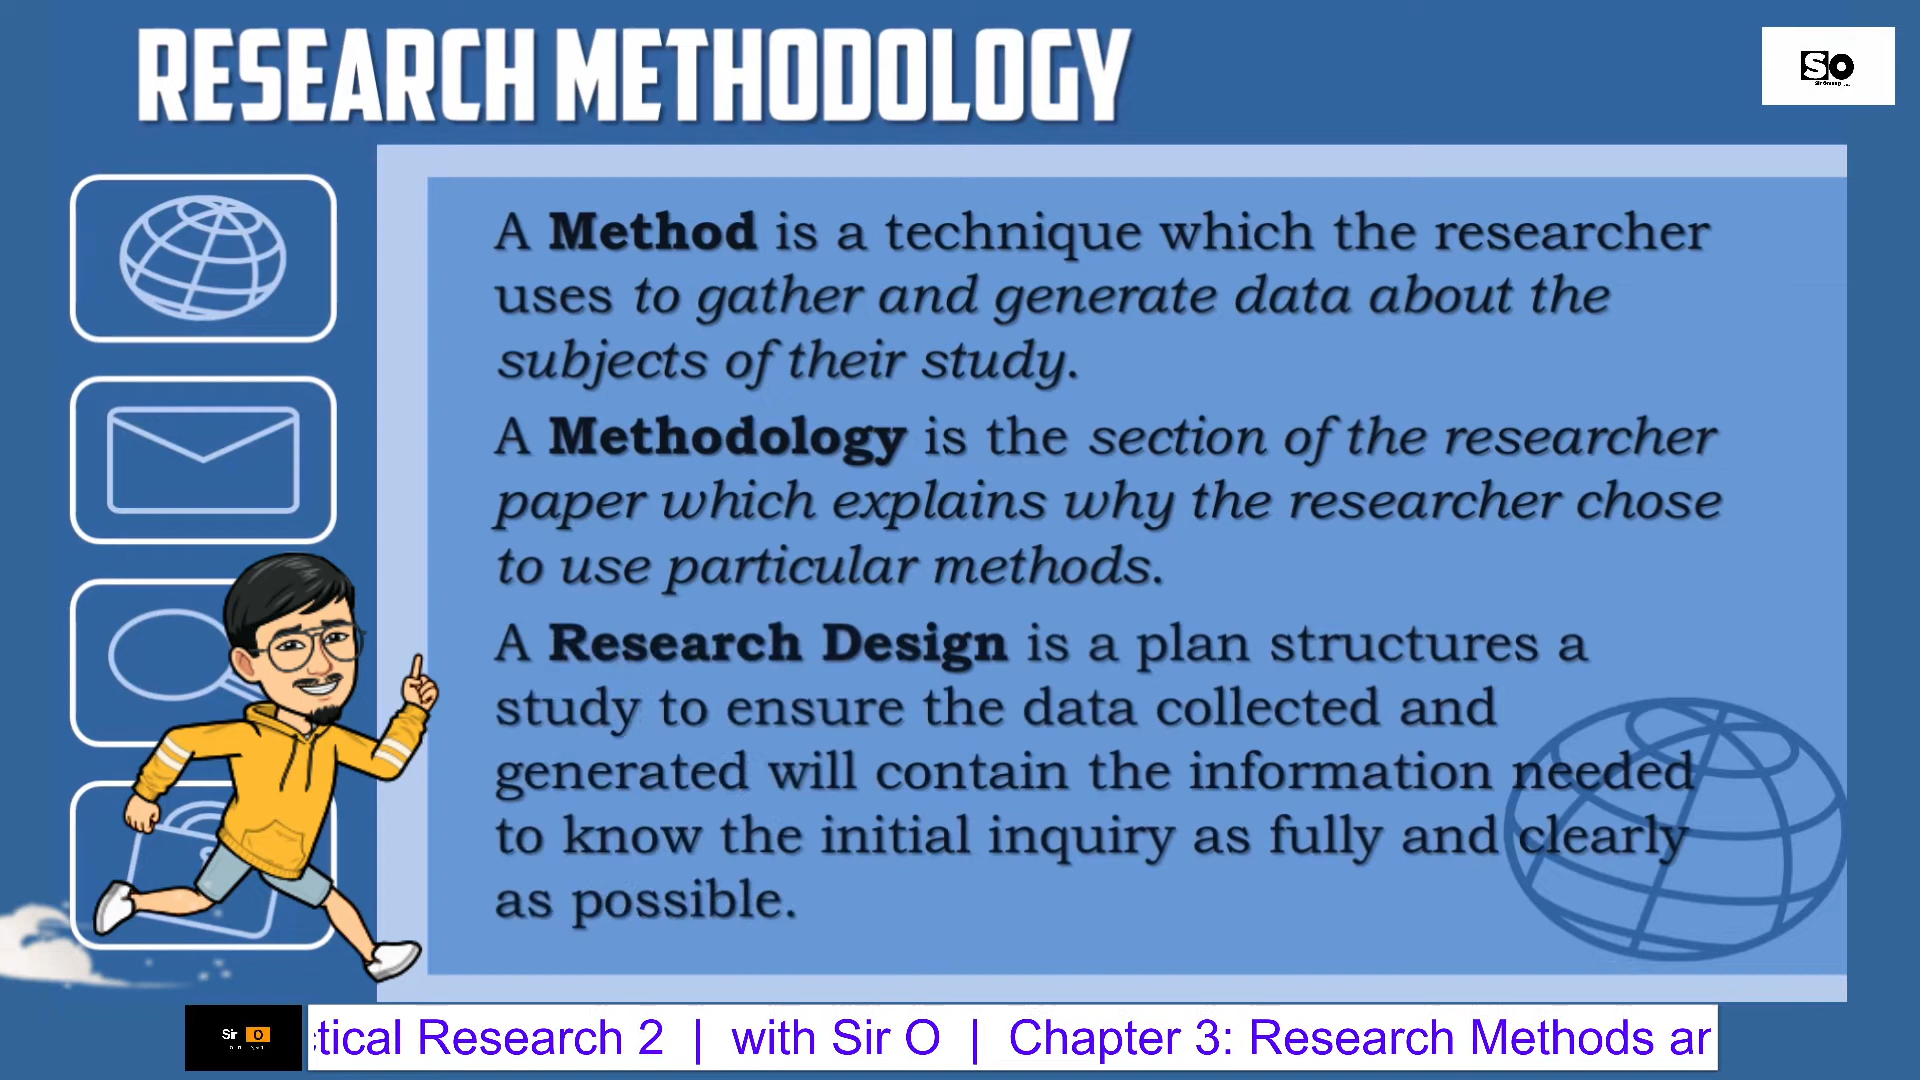 RESEARCH METHODOLOGY
SO
A Method is a technique which the researcher
uses to gather and generate data about the
subjects of their study.
A Methodology is the section of the researcher
paper which explains why the researcher chose
to use particular methods.
A Research Design is a plan structures a
study to ensure the data collected and
generated will contain the information needed
to know the initial inquiry as fully and clearly
as possible.
Sir O
tical Research 2 | with Sir O | Chapter 3: Research Methods ar